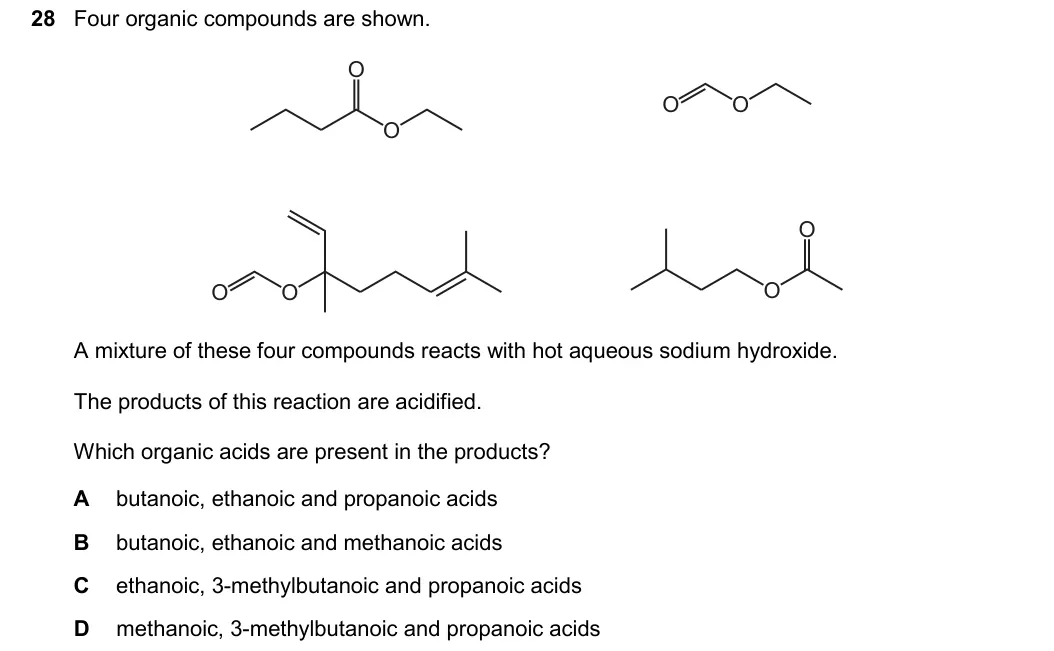 28 Four organic compounds are shown.
O
O
O
O
O
O
O
O
A mixture of these four compounds reacts with hot aqueous sodium hydroxide.
The products of this reaction are acidified.
Which organic acids are present in the products?
A butanoic, ethanoic and propanoic acids
B butanoic, ethanoic and methanoic acids
C ethanoic, 3-methylbutanoic and propanoic acids
D methanoic, 3-methylbutanoic and propanoic acids